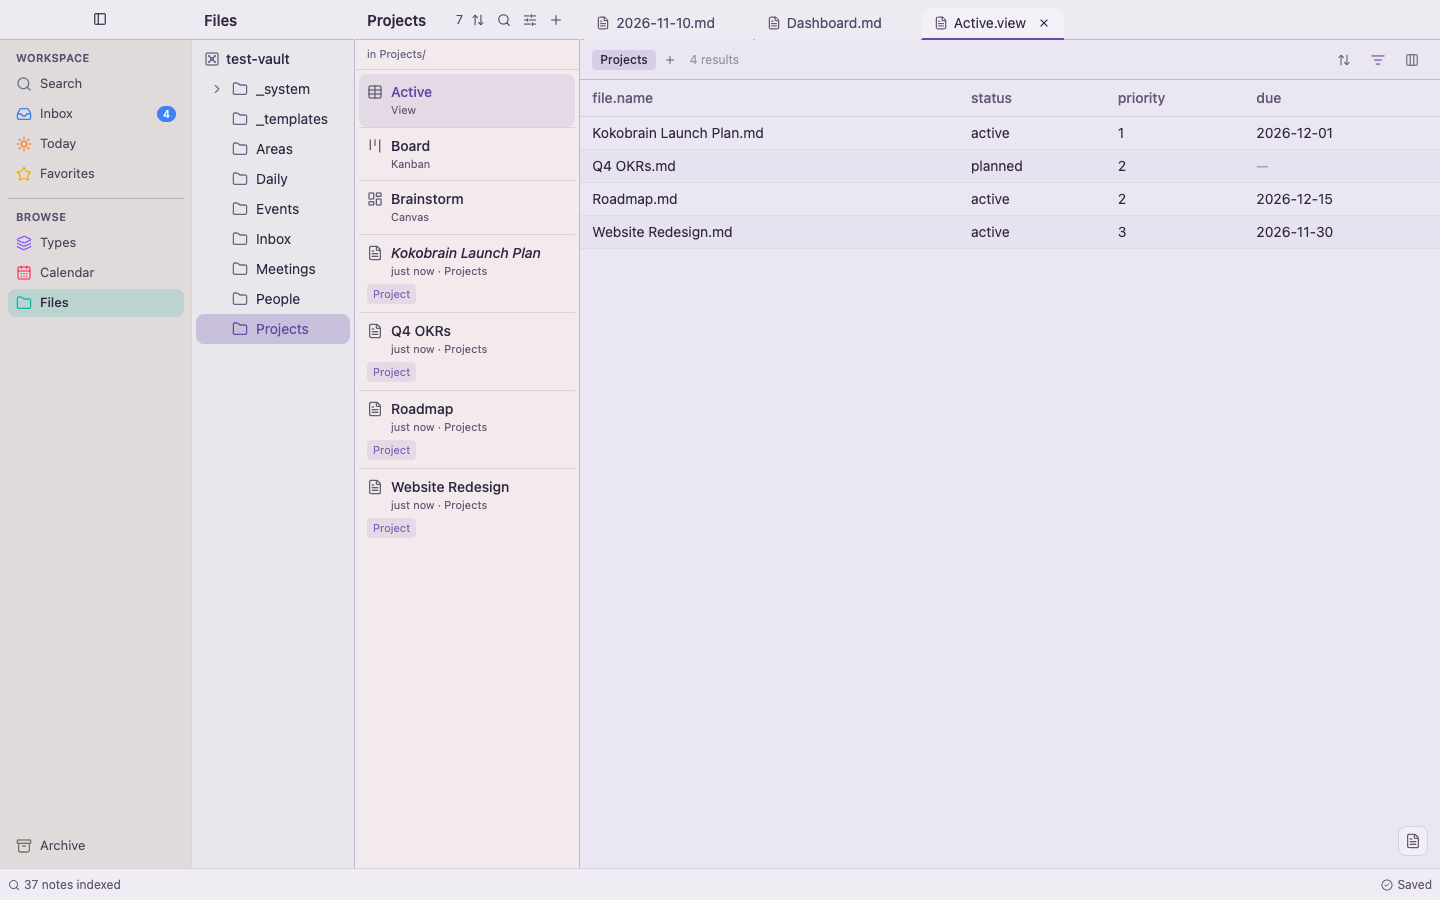 Files
Projects
7
2026-11-10.md
Dashboard.md
Active.view
WORKSPACE
Search
Inbox
4
Today
Favorites
BROWSE
Types
Calendar
Files
Archive
test-vault
_system
_templates
Areas
Daily
Events
Inbox
Meetings
People
Projects
in Projects/
Active
View
Board
Kanban
Brainstorm
Canvas
Kokobrain Launch Plan
just now · Projects
Project
Q4 OKRs
just now · Projects
Project
Roadmap
just now · Projects
Project
Website Redesign
just now · Projects
Project
Projects + 4 results
file.name status priority due
Kokobrain Launch Plan.md active 1 2026-12-01
Q4 OKRs.md planned 2 —
Roadmap.md active 2 2026-12-15
Website Redesign.md active 3 2026-11-30
37 notes indexed
Saved